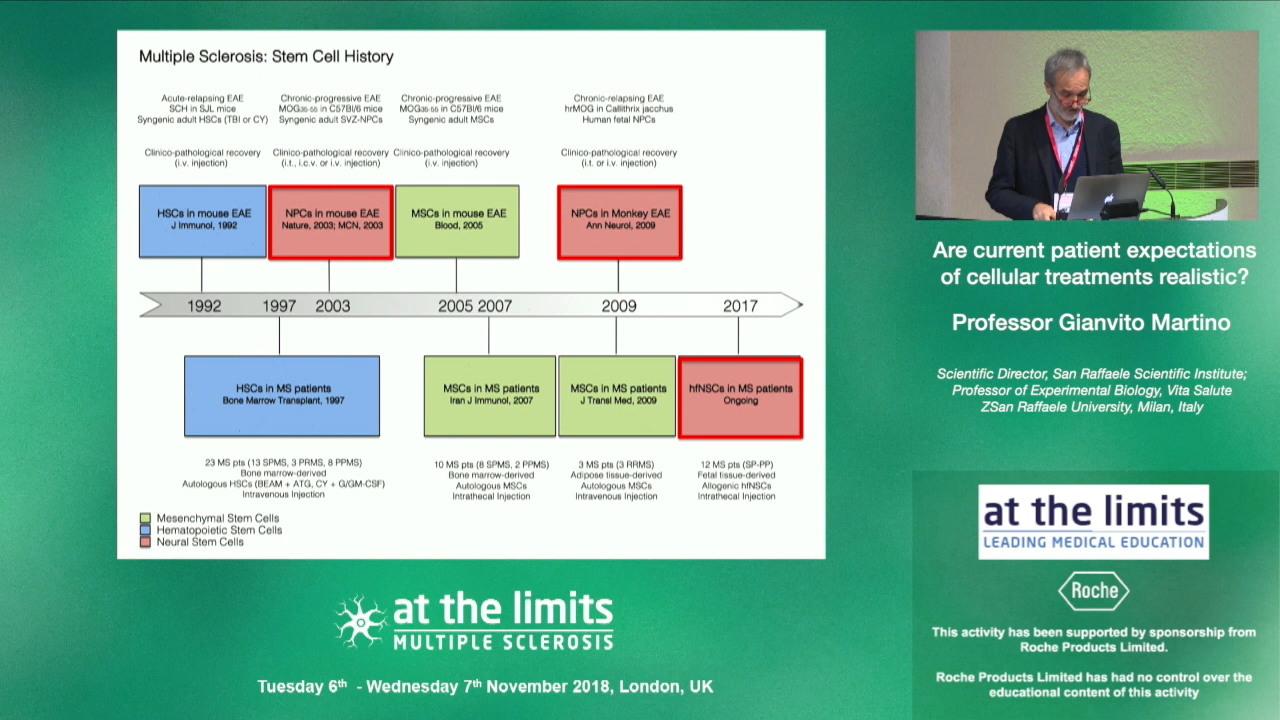 Multiple Sclerosis: Stem Cell History
Acute-relapsing EAE
SCH in SJL mice
Syngenic adult HSCs (TBI or CY)
Clinico-pathological recovery
(i.v. injection)
Chronic-progressive EAE
MOG35-55 in C57Bl/6 mice
Syngenic adult SVZ-NPCs
Clinico-pathological recovery
(i.t., i.c.v. or i.v. injection)
Chronic-progressive EAE
MOG35-55 in C57Bl/6 mice
Syngenic adult MSCs
Clinico-pathological recovery
(i.v. injection)
Chronic-relapsing EAE
hrMOG in Callithrix jacchus
Human fetal NPCs
Clinico-pathological recovery
(i.t. or i.v. injection)
HSCs in mouse EAE
J Immunol, 1992
NPCs in mouse EAE
Nature, 2003; MCN, 2003
MSCs in mouse EAE
Blood, 2005
NPCs in Monkey EAE
Ann Neurol, 2009
1992 1997 2003 2005 2007 2009 2017
HSCs in MS patients
Bone Marrow Transplant, 1997
MSCs in MS patients
Iran J Immunol, 2007
MSCs in MS patients
J Transl Med, 2009
hfNSCs in MS patients
Ongoing
23 MS pts (13 SPMS, 3 PRMS, 8 PPMS)
Bone marrow-derived
Autologous HSCs (BEAM + ATG, CY + G/GM-CSF)
Intravenous Injection
10 MS pts (8 SPMS, 2 PPMS)
Bone marrow-derived
Autologous MSCs
Intrathecal Injection
3 MS pts (3 RRMS)
Adipose tissue-derived
Autologous MSCs
Intravenous Injection
12 MS pts (SP-PP)
Fetal tissue-derived
Allogenic hfNSCs
Intrathecal Injection
Mesenchymal Stem Cells
Hematopoietic Stem Cells
Neural Stem Cells
at the limits
MULTIPLE SCLEROSIS
Tuesday 6th - Wednesday 7th November 2018, London, UK
Are current patient expectations
of cellular treatments realistic?
Professor Gianvito Martino
Scientific Director, San Raffaele Scientific Institute;
Professor of Experimental Biology, Vita Salute
ZSan Raffaele University, Milan, Italy
at the limits
LEADING MEDICAL EDUCATION
Roche
This activity has been supported by sponsorship from
Roche Products Limited.
Roche Products Limited has had no control over the
educational content of this activity